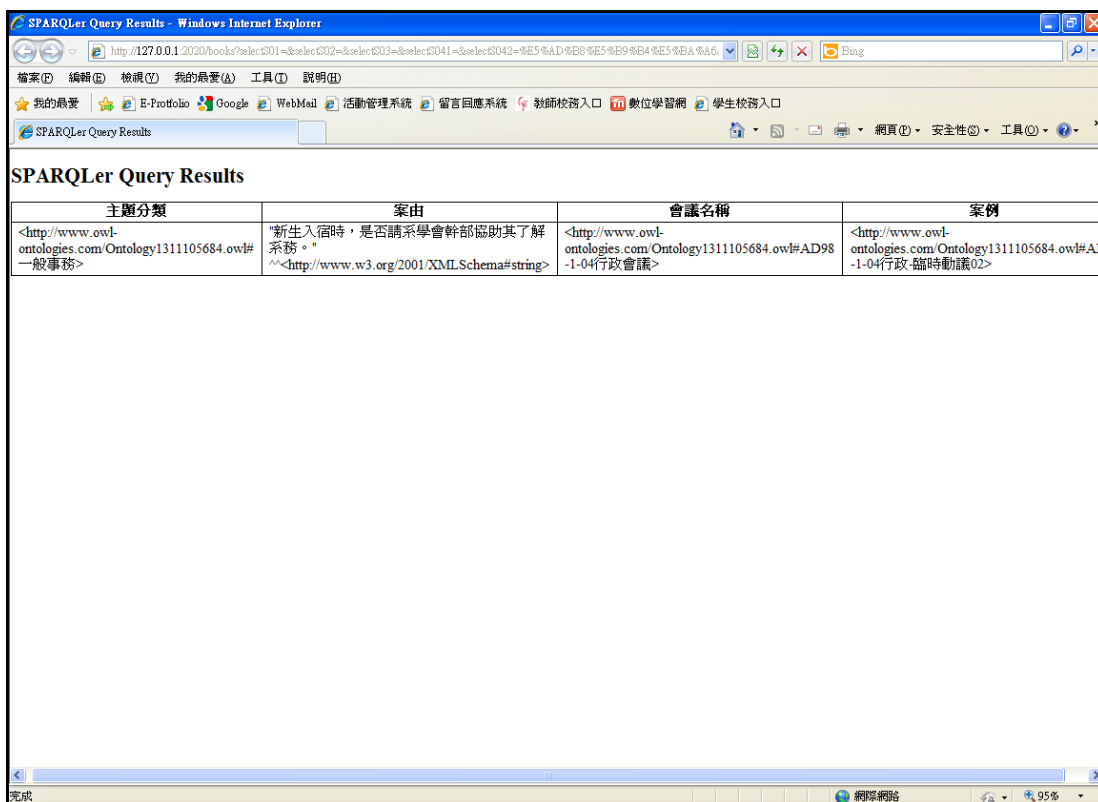 SPARQLer Query Results - Windows Internet Explorer
http://127.0.0.1:2020/books?select01=&select02=&select03=&select041=&select042=%E5%AD%B8%E5%B9%B4%E5%BA%A6
Bing
檔案(F) 編輯(E) 檢視(V) 我的最愛(A) 工具(T) 說明(H)
我的最愛 E-Protfolio Google WebMail 活動管理系統 留言回應系統 教師校務入口 數位學習網 學生校務入口
SPARQLer Query Results 網頁(P) 安全性(S) 工具(O)
SPARQLer Query Results
主題分類 案由 會議名稱 案例
<http://www.owl-
ontologies.com/Ontology1311105684.owl#
一般事務>
"新生入宿時，是否請系學會幹部協助其了解
系務。"
^^<http://www.w3.org/2001/XMLSchema#string>
<http://www.owl-
ontologies.com/Ontology1311105684.owl#AD98
-1-04行政會議>
<http://www.owl-
ontologies.com/Ontology1311105684.owl#A
-1-04行政-臨時動議02>
完成 網際網路 95%